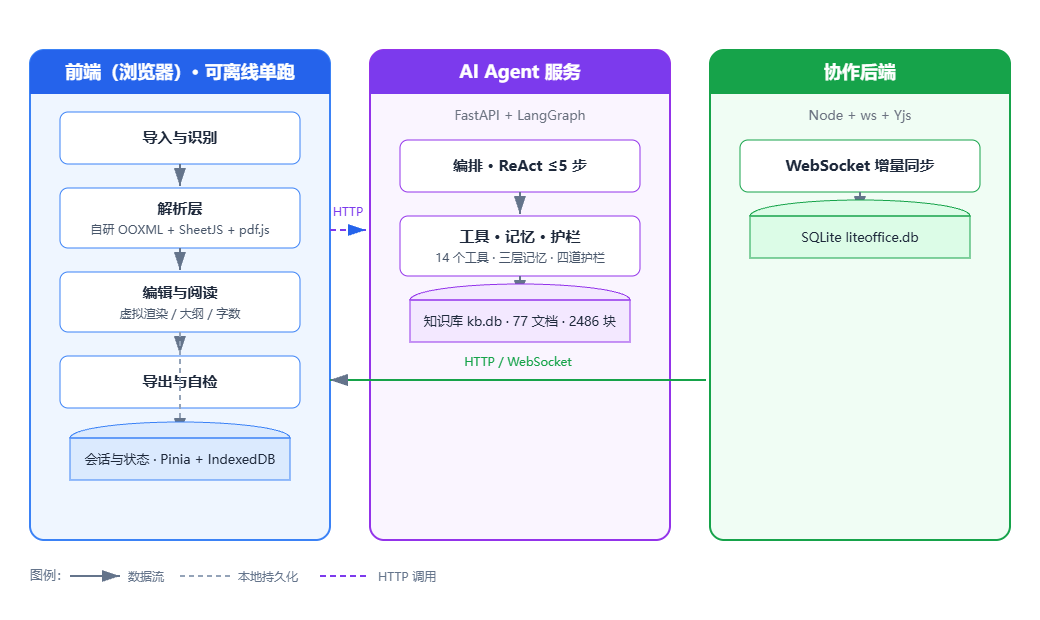 前端（浏览器）· 可离线单跑
导入与识别
解析层
自研 OOXML + SheetJS + pdf.js
编辑与阅读
虚拟渲染 / 大纲 / 字数
导出与自检
会话与状态 · Pinia + IndexedDB
HTTP
AI Agent 服务
FastAPI + LangGraph
编排 · ReAct ≤5 步
工具 · 记忆 · 护栏
14 个工具 · 三层记忆 · 四道护栏
知识库 kb.db · 77 文档 · 2486 块
HTTP / WebSocket
协作后端
Node + ws + Yjs
WebSocket 增量同步
SQLite liteoffice.db
图例： 数据流 本地持久化 HTTP 调用